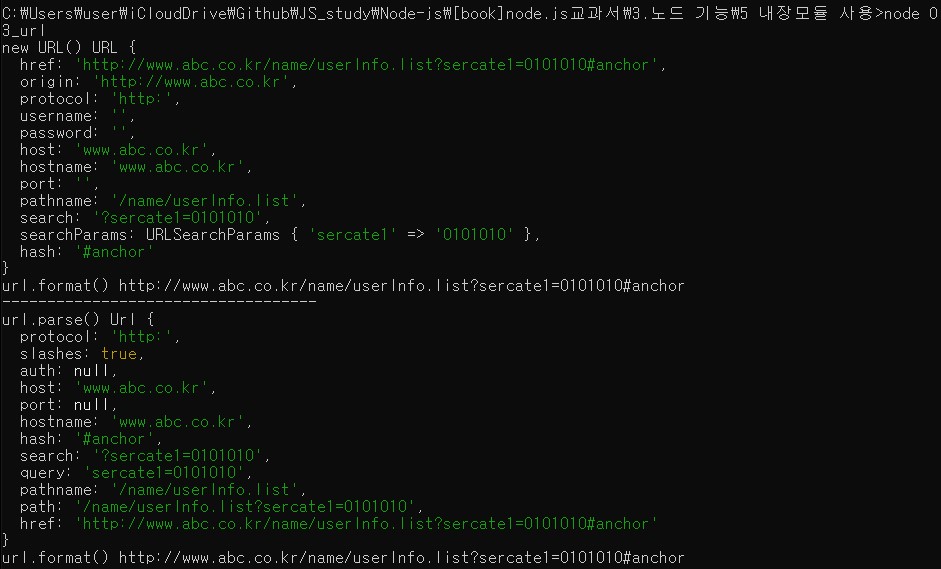 C:₩Users₩user₩iCloudDrive₩Github₩JS_study₩Node-js₩[book]node.js교과서₩3.노드 기능₩5 내장모듈 사용>node 0
3_url
new URL() URL {
  href: 'http://www.abc.co.kr/name/userInfo.list?sercate1=0101010#anchor',
  origin: 'http://www.abc.co.kr',
  protocol: 'http:',
  username: '',
  password: '',
  host: 'www.abc.co.kr',
  hostname: 'www.abc.co.kr',
  port: '',
  pathname: '/name/userInfo.list',
  search: '?sercate1=0101010',
  searchParams: URLSearchParams { 'sercate1' => '0101010' },
  hash: '#anchor'
}
url.format() http://www.abc.co.kr/name/userInfo.list?sercate1=0101010#anchor
-----------------------------------
url.parse() Url {
  protocol: 'http:',
  slashes: true,
  auth: null,
  host: 'www.abc.co.kr',
  port: null,
  hostname: 'www.abc.co.kr',
  hash: '#anchor',
  search: '?sercate1=0101010',
  query: 'sercate1=0101010',
  pathname: '/name/userInfo.list',
  path: '/name/userInfo.list?sercate1=0101010',
  href: 'http://www.abc.co.kr/name/userInfo.list?sercate1=0101010#anchor'
}
url.format() http://www.abc.co.kr/name/userInfo.list?sercate1=0101010#anchor